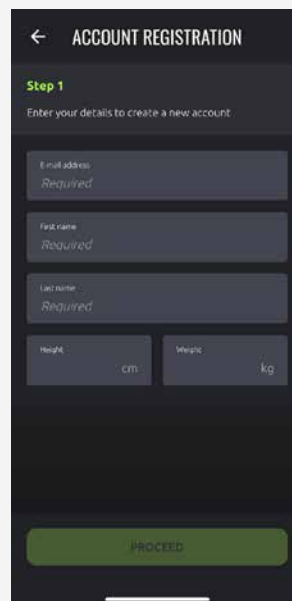 ACCOUNT REGISTRATION
Step 1
Enter your details to create a new account
E-mail address
Required
First name
Required
Last name
Required
Height
cm
Weight
kg
PROCEED